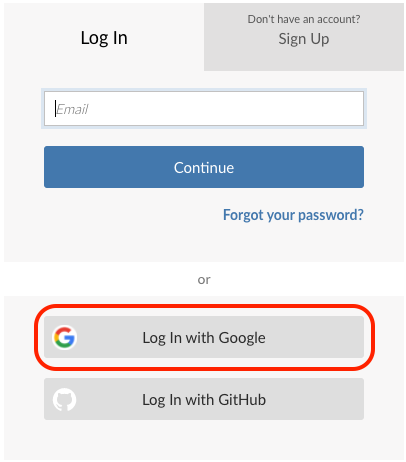 Log In
Don't have an account?
Sign Up
Email
Continue
Forgot your password?
or
Log In with Google
Log In with GitHub